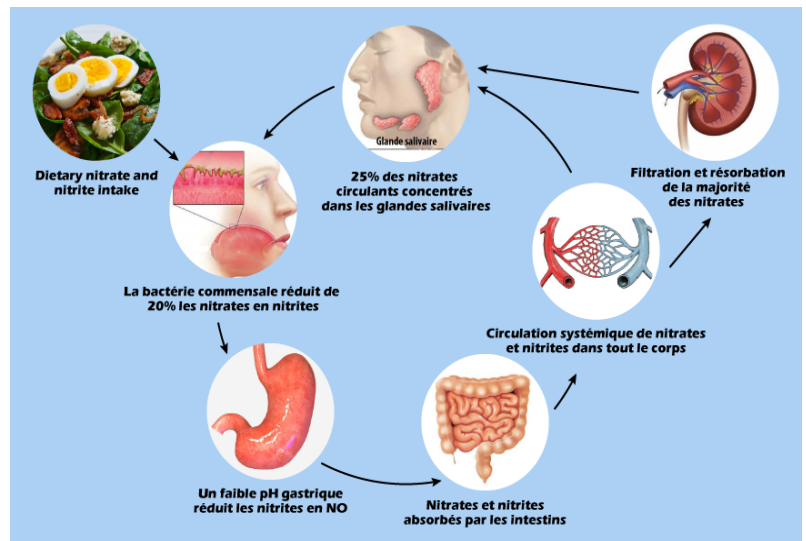 Glande salivaire
Dietary nitrate and
nitrite intake
25% des nitrates
circulants concentrés
dans les glandes salivaires
Filtration et résorbation
de la majorité
des nitrates
La bactérie commensale réduit de
20% les nitrates en nitrites
Circulation systémique de nitrates
et nitrites dans tout le corps
Un faible pH gastrique
réduit les nitrites en NO
Nitrates et nitrites
absorbés par les intestins